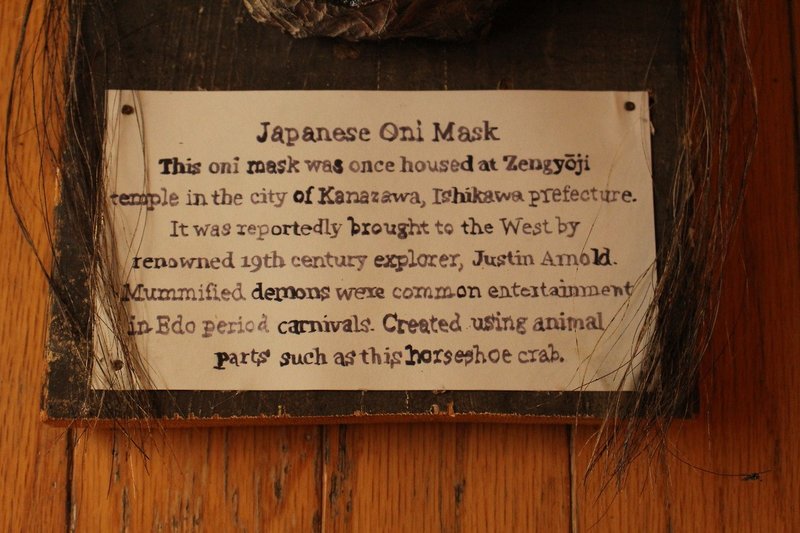 Japanese Oni Mask
This oni mask was once housed at Zengyōji
temple in the city of Kanazawa, Ishikawa prefecture.
It was reportedly brought to the West by
renowned 19th century explorer, Justin Arnold.
Mummified demons were common entertainment
in Edo period carnivals. Created using animal
parts such as this horseshoe crab.